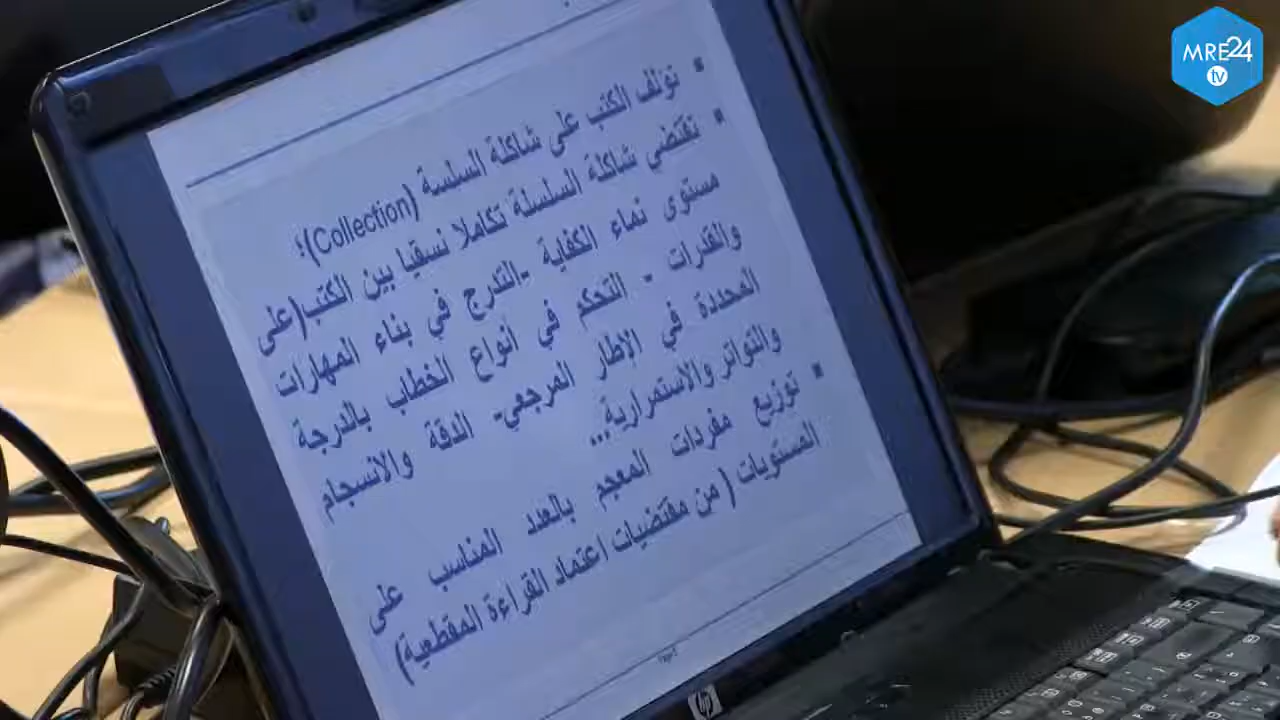 MRE24
tv
▪ تؤلف الكتب على شاكلة السلسة (Collection)؛
▪ تقتضي شاكلة السلسلة تكاملا نسقيا بين الكتب(على
مستوى نماء الكفاية -التدرج في بناء المهارات
والقدرات - التحكم في أنواع الخطاب بالدرجة
المحددة في الإطار المرجعي- الدقة والانسجام
والتواتر والاستمرارية...
▪ توزيع مفردات المعجم بالعدد المناسب على
المستويات ( من مقتضيات اعتماد القراءة المقطعية)
hp